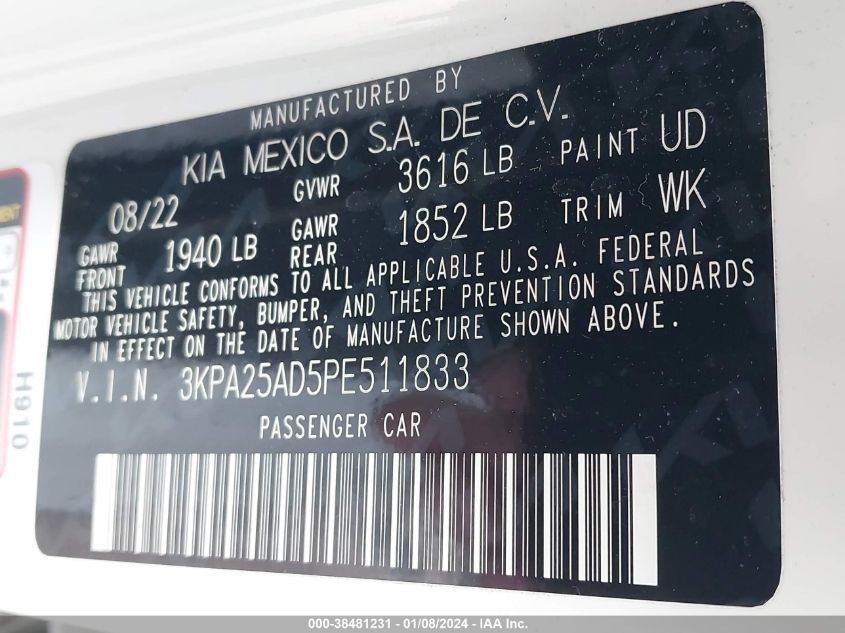 MANUFACTURED BY
KIA MEXICO S.A. DE C.V.
08/22 GVWR 3616 LB PAINT UD
GAWR FRONT 1940 LB GAWR REAR 1852 LB TRIM WK
THIS VEHICLE CONFORMS TO ALL APPLICABLE U.S.A. FEDERAL
MOTOR VEHICLE SAFETY, BUMPER, AND THEFT PREVENTION STANDARDS
IN EFFECT ON THE DATE OF MANUFACTURE SHOWN ABOVE.
V.I.N. 3KPA25AD5PE511833
PASSENGER CAR
H910
000-38481231 - 01/08/2024 - IAA Inc.